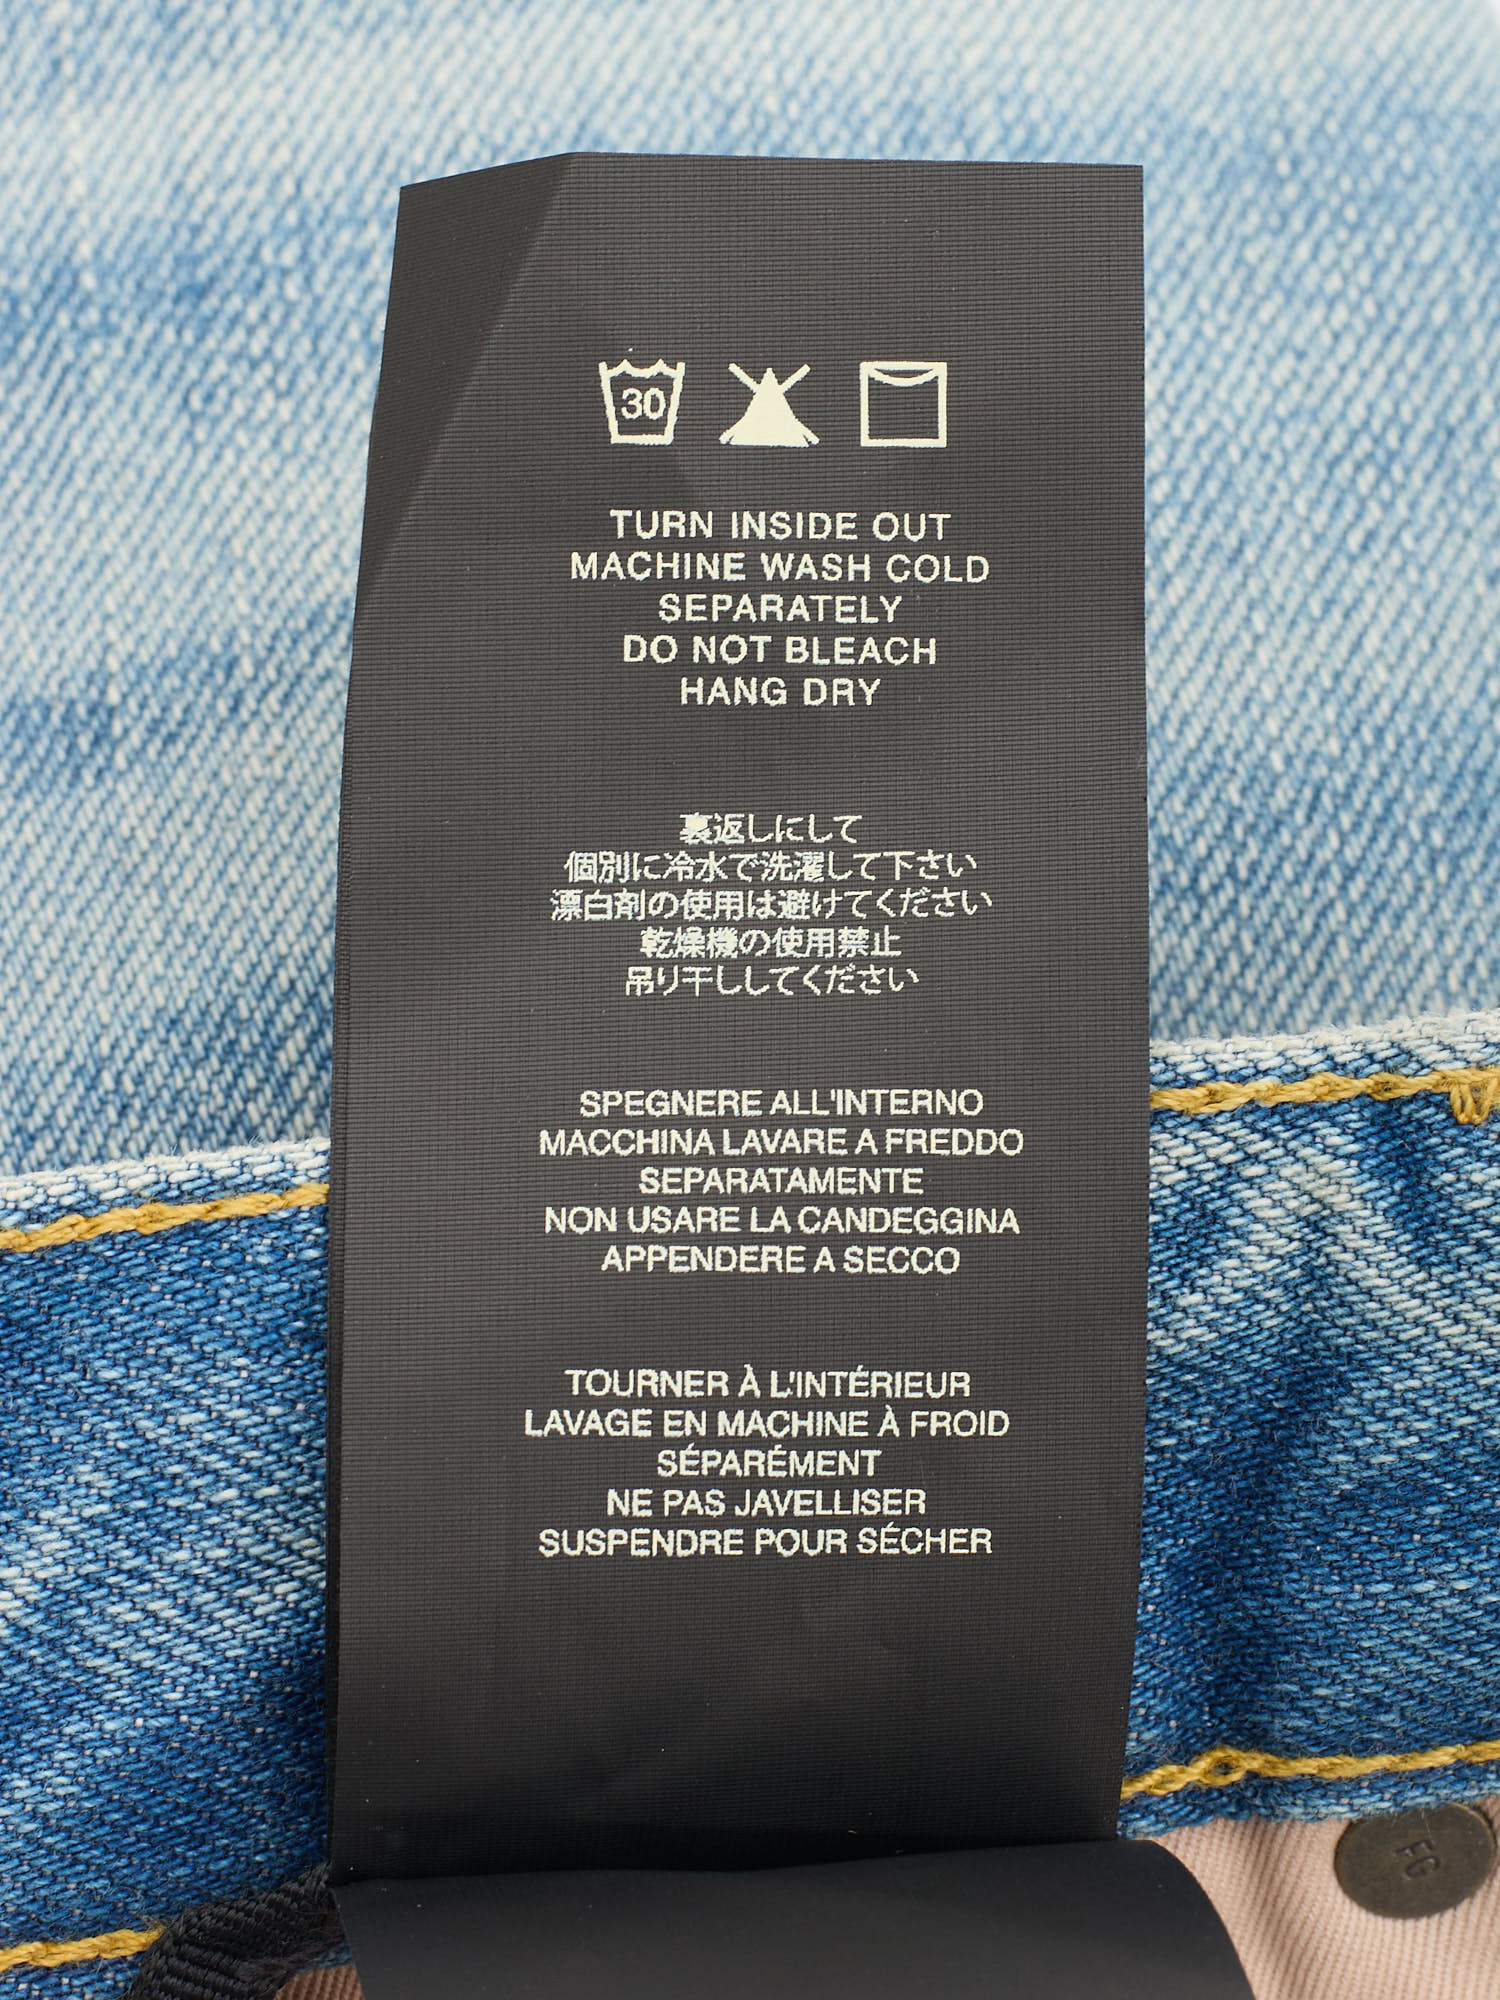 30
TURN INSIDE OUT
MACHINE WASH COLD
SEPARATELY
DO NOT BLEACH
HANG DRY
裏返しにして
個別に冷水で洗濯して下さい
漂白剤の使用は避けてください
乾燥機の使用禁止
吊り干ししてください
SPEGNERE ALL'INTERNO
MACCHINA LAVARE A FREDDO
SEPARATAMENTE
NON USARE LA CANDEGGINA
APPENDERE A SECCO
TOURNER À L'INTÉRIEUR
LAVAGE EN MACHINE À FROID
SÉPARÉMENT
NE PAS JAVELLISER
SUSPENDRE POUR SÉCHER
FG